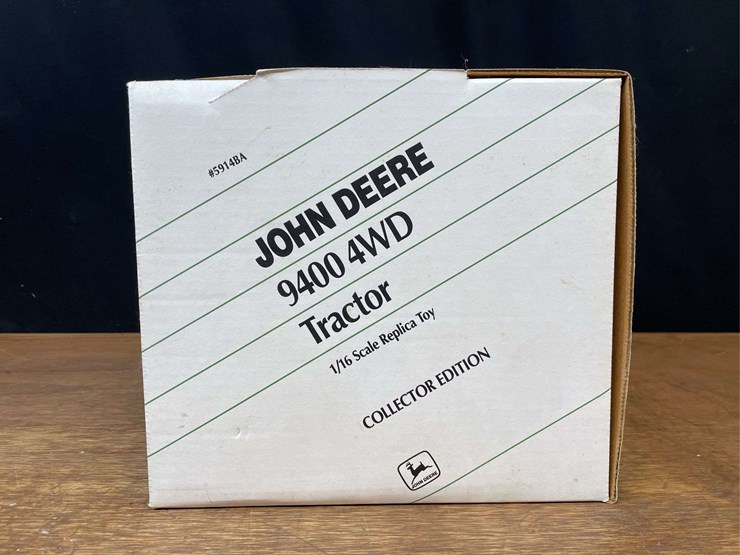 #5914BA
JOHN DEERE
9400 4WD
Tractor
1/16 Scale Replica Toy
COLLECTOR EDITION
JOHN DEERE